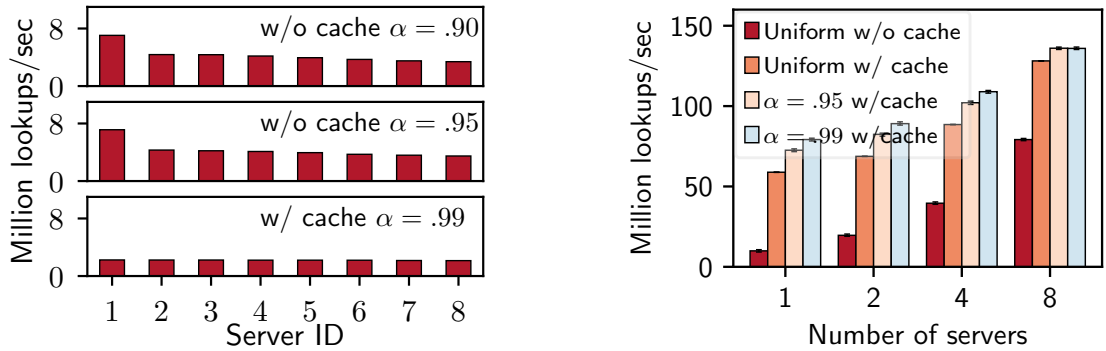 Million lookups/sec
8
0
w/o cache α = .90
8
0
w/o cache α = .95
8
0
w/ cache α = .99
1 2 3 4 5 6 7 8
Server ID
Million lookups/sec
150
100
50
0
Uniform w/o cache
Uniform w/ cache
α = .95 w/cache
α = .99 w/cache
1 2 4 8
Number of servers